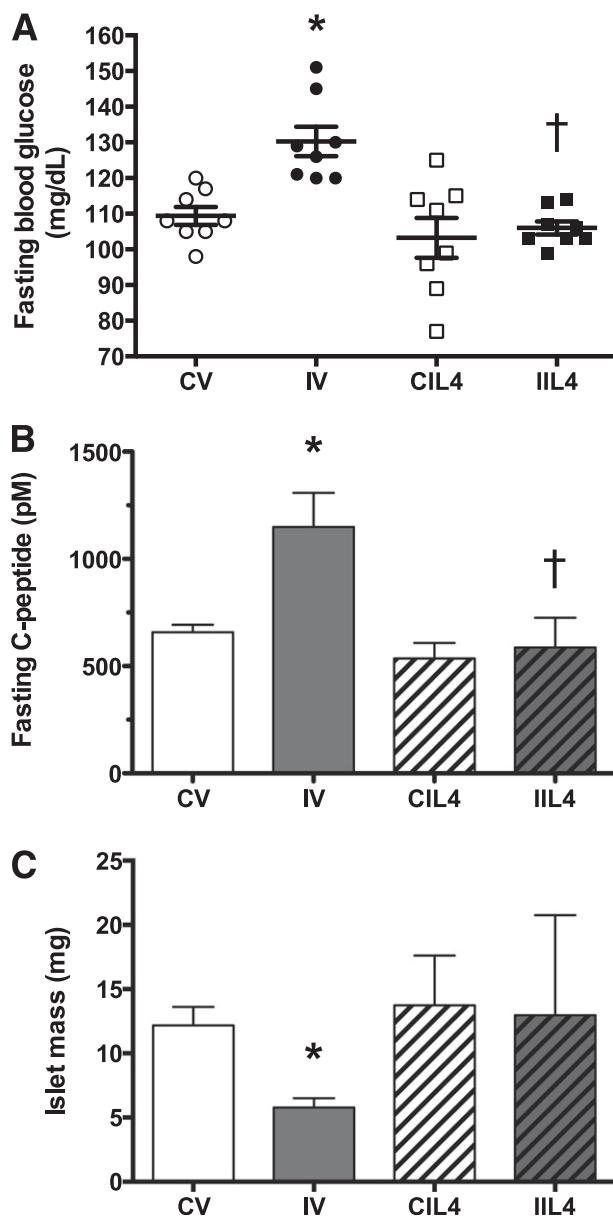 A
*
160
150
140
130
120
110
100
90
80
70
Fasting blood glucose
(mg/dL)
†
CV IV CIL4 IIL4
B
*
1500
1000
500
0
Fasting C-peptide (pM)
†
CV IV CIL4 IIL4
C
25
20
15
10
5
0
Islet mass (mg)
*
CV IV CIL4 IIL4